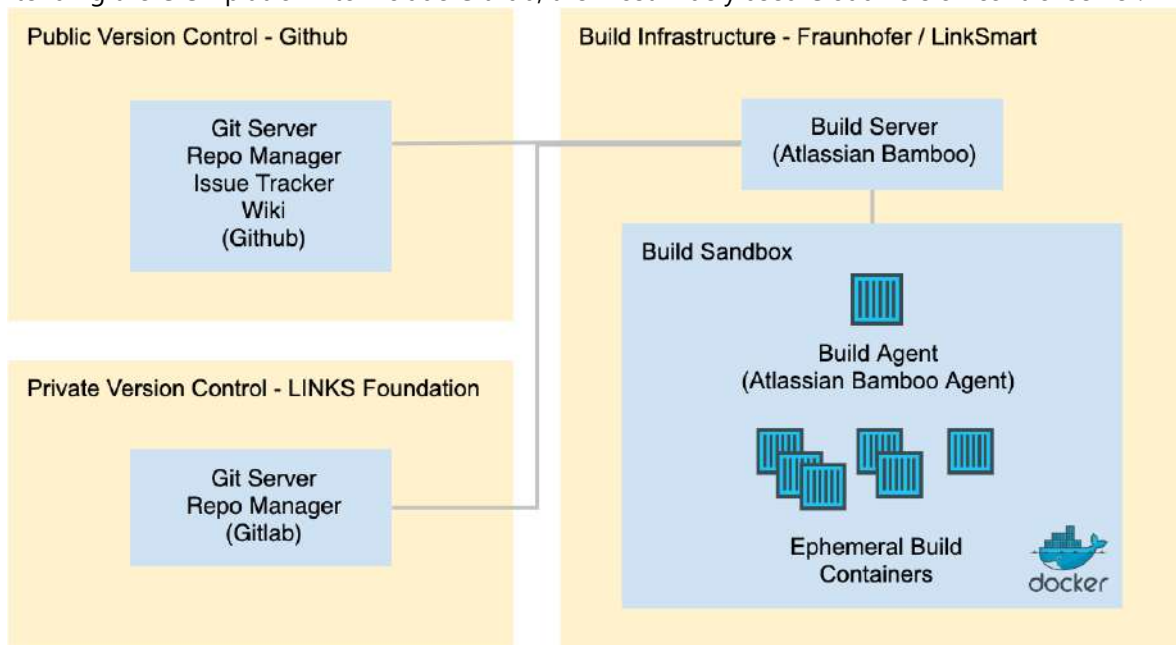 Public Version Control - Github
Git Server
Repo Manager
Issue Tracker
Wiki
(Github)
Build Infrastructure - Fraunhofer / LinkSmart
Build Server
(Atlassian Bamboo)
Build Sandbox
Build Agent
(Atlassian Bamboo Agent)
Ephemeral Build
Containers
docker
Private Version Control - LINKS Foundation
Git Server
Repo Manager
(Gitlab)